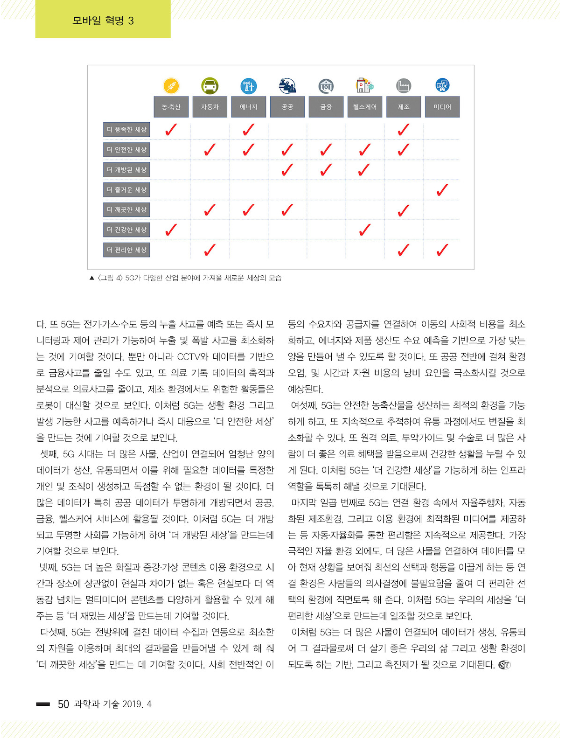 모바일 혁명 3
농·축산 자동차 에너지 공공 금융 헬스케어 제조 미디어
더 풍족한 세상
더 안전한 세상
더 개방된 세상
더 즐거운 세상
더 깨끗한 세상
더 건강한 세상
더 편리한 세상
▲ 〈그림 4〉 5G가 다양한 산업 분야에 가져올 새로운 세상의 모습
다. 또 5G는 전기·가스·수도 등의 누출 사고를 예측 또는 즉시 모
니터링과 제어 관리가 가능하여 누출 및 폭발 사고를 최소화하
는 것에 기여할 것이다. 뿐만 아니라 CCTV와 데이터를 기반으
로 금융사고를 줄일 수도 있고, 또 의료 기록 데이터의 축적과
분석으로 의료사고를 줄이고, 제조 환경에서도 위험한 활동들은
로봇이 대신할 것으로 보인다. 이처럼 5G는 생활 환경 그리고
발생 가능한 사고를 예측하거나 즉시 대응으로 '더 안전한 세상'
을 만드는 것에 기여할 것으로 보인다.
셋째, 5G 시대는 더 많은 사물, 산업이 연결되어 엄청난 양의
데이터가 생산, 유통되면서 이를 위해 필요한 데이터를 특정한
개인 및 조직이 생성하고 독점할 수 없는 환경이 될 것이다. 더
많은 데이터가 특히 공공 데이터가 투명하게 개방되면서 공공,
금융, 헬스케어 서비스에 활용될 것이다. 이처럼 5G는 더 개방
되고 투명한 사회를 가능하게 하여 '더 개방된 세상'을 만드는데
기여할 것으로 보인다.
넷째, 5G는 더 높은 화질과 증강·가상 콘텐츠 이용 환경으로 시
간과 장소에 상관없이 현실과 차이가 없는 혹은 현실보다 더 역
동감 넘치는 멀티미디어 콘텐츠를 다양하게 활용할 수 있게 해
주는 등 '더 재밌는 세상'을 만드는데 기여할 것이다.
다섯째, 5G는 전방위에 걸친 데이터 수집과 연동으로 최소한
의 자원을 이용하며 최대의 결과물을 만들어낼 수 있게 해 줘
'더 깨끗한 세상'을 만드는 데 기여할 것이다. 사회 전반적인 이
동의 수요자와 공급자를 연결하여 이동의 사회적 비용을 최소
화하고, 에너지와 제품 생산도 수요 예측을 기반으로 가장 맞는
양을 만들어 낼 수 있도록 할 것이다. 또 공공 전반에 걸쳐 환경
오염, 및 시간과 자원 비용의 낭비 요인을 극소화시킬 것으로
예상된다.
여섯째, 5G는 안전한 농축산물을 생산하는 최적의 환경을 가능
하게 하고, 또 지속적으로 추적하여 유통 과정에서도 변질을 최
소화할 수 있다. 또 원격 의료, 부작가이드 및 수술로 더 많은 사
람이 더 좋은 의료 혜택을 받음으로써 건강한 생활을 누릴 수 있
게 된다. 이처럼 5G는 '더 건강한 세상'을 가능하게 하는 인프라
역할을 톡톡히 해낼 것으로 기대된다.
마지막 일곱 번째로 5G는 연결 환경 속에서 자율주행차, 자동
화된 제조환경, 그리고 이용 환경에 최적화된 미디어를 제공하
는 등 자동·자율화를 통한 편리함은 지속적으로 제공한다. 가장
극적인 자율 환경 외에도, 더 많은 사물을 연결하여 데이터를 모
아 현재 상황을 보여줘 최선의 선택과 행동을 이끌게 하는 등 연
결 환경은 사람들의 의사결정에 불필요함을 줄여 더 편리한 선
택의 환경에 직면토록 해 준다. 이처럼 5G는 우리의 세상을 '더
편리한 세상'으로 만드는데 일조할 것으로 보인다.
이처럼 5G는 더 많은 사물이 연결되어 데이터가 생성, 유통되
어 그 결과물로써 더 살기 좋은 우리의 삶 그리고 생활 환경이
되도록 하는 기반, 그리고 촉진제가 될 것으로 기대된다.
50 과학과 기술 2019. 4